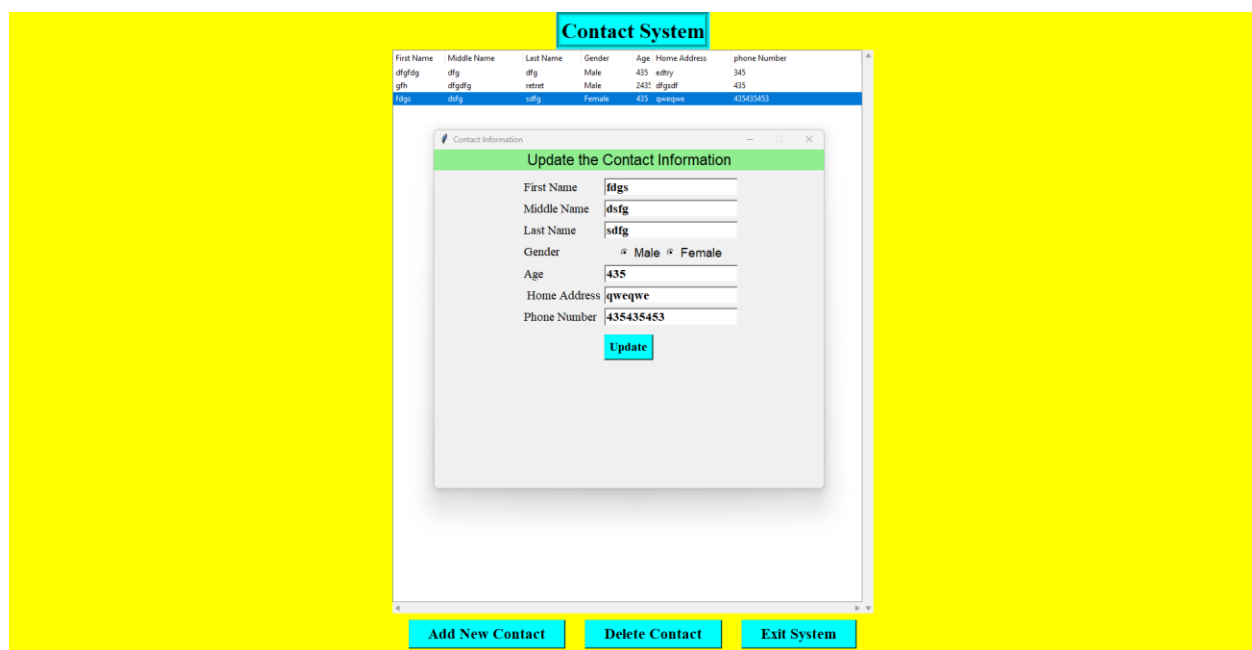 Contact System
First Name Middle Name Last Name Gender Age Home Address phone Number
dfgfdg dfg dfg Male 435 edtry 345
gfh dfgdfg retret Male 2435 dfgsdf 435
fdgs dsfg sdfg Female 435 qweqwe 435435453
Contact Information
Update the Contact Information
First Name fdgs
Middle Name dsfg
Last Name sdfg
Gender Male Female
Age 435
Home Address qweqwe
Phone Number 435435453
Update
Add New Contact Delete Contact Exit System